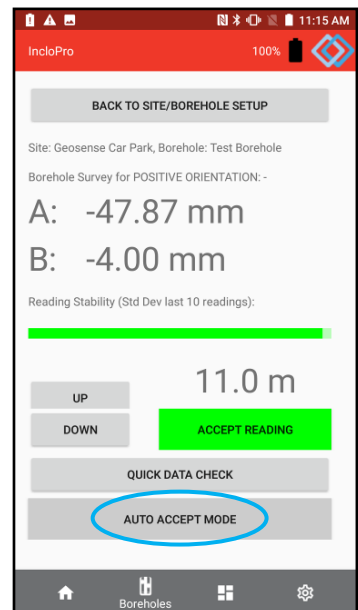 11:15 AM
IncloPro 100%
BACK TO SITE/BOREHOLE SETUP
Site: Geosense Car Park, Borehole: Test Borehole
Borehole Survey for POSITIVE ORIENTATION: -
A: -47.87 mm
B: -4.00 mm
Reading Stability (Std Dev last 10 readings):
11.0 m
UP
DOWN ACCEPT READING
QUICK DATA CHECK
AUTO ACCEPT MODE
Boreholes